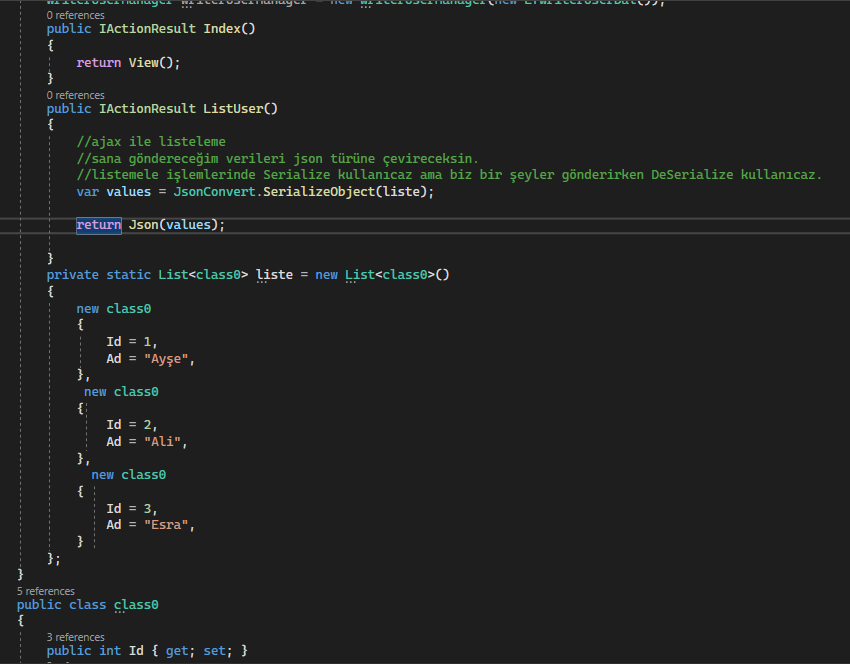 0 references
public IActionResult Index()
{
return View();
}
0 references
public IActionResult ListUser()
{
//ajax ile listeleme
//sana göndereceğim verileri json türüne çevireceksin.
//listemele işlemlerinde Serialize kullanıcaz ama biz bir şeyler gönderirken DeSerialize kullanıcaz.
var values = JsonConvert.SerializeObject(liste);
return Json(values);
}
private static List<class0> liste = new List<class0>()
{
new class0
{
Id = 1,
Ad = "Ayşe",
},
new class0
{
Id = 2,
Ad = "Ali",
},
new class0
{
Id = 3,
Ad = "Esra",
}
};
}
5 references
public class class0
{
3 references
public int Id { get; set; }